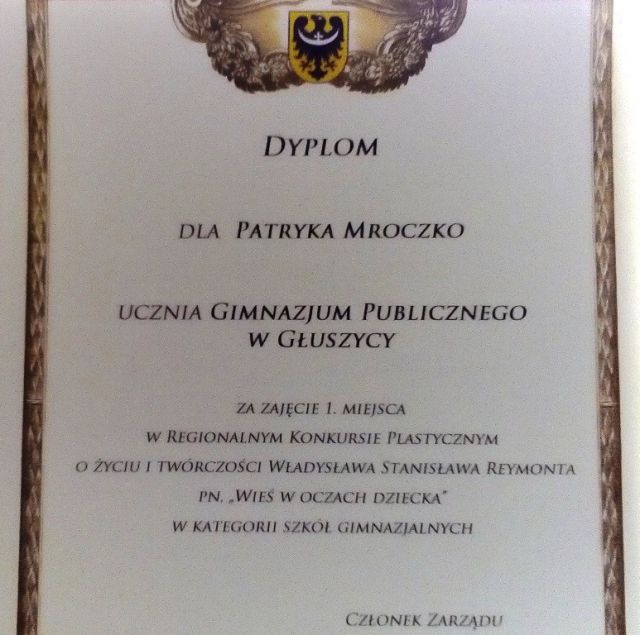 DYPLOM
DLA PATRYKA MROCZKO
UCZNIA GIMNAZJUM PUBLICZNEGO
W GŁUSZYCY
ZA ZAJĘCIE 1. MIEJSCA
W REGIONALNYM KONKURSIE PLASTYCZNYM
O ŻYCIU I TWÓRCZOŚCI WŁADYSŁAWA STANISŁAWA REYMONTA
PN. „WIEŚ W OCZACH DZIECKA”
W KATEGORII SZKÓŁ GIMNAZJALNYCH
CZŁONEK ZARZĄDU